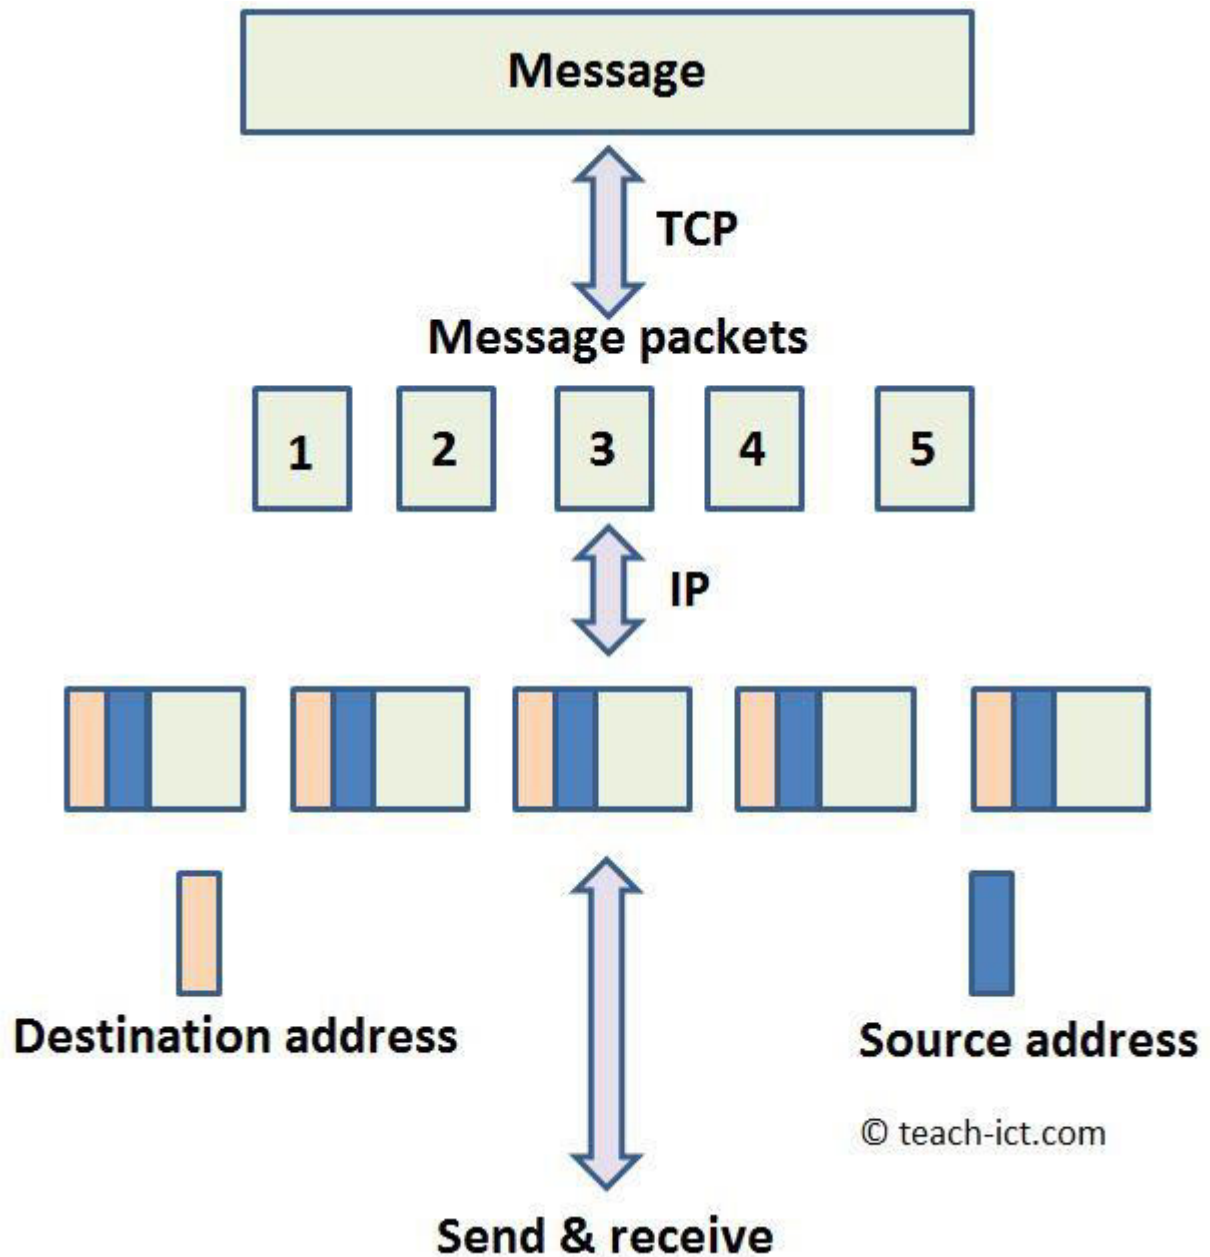 Message
TCP
Message packets
1 2 3 4 5
IP
Destination address
Source address
© teach-ict.com
Send & receive